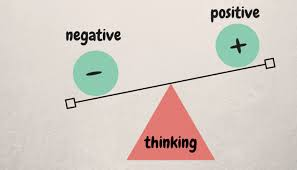 positive
negative
+
-
thinking